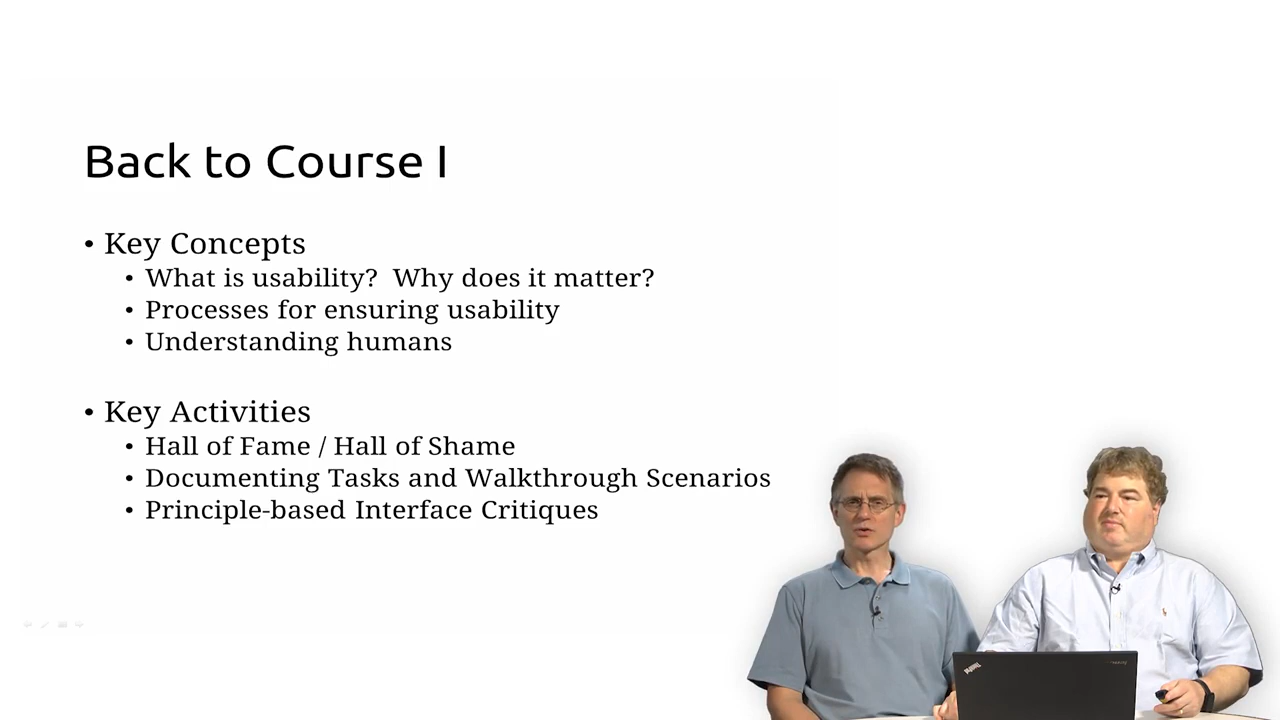 Back to Course I
• Key Concepts
• What is usability?  Why does it matter?
• Processes for ensuring usability
• Understanding humans
• Key Activities
• Hall of Fame / Hall of Shame
• Documenting Tasks and Walkthrough Scenarios
• Principle-based Interface Critiques
ThinkPad